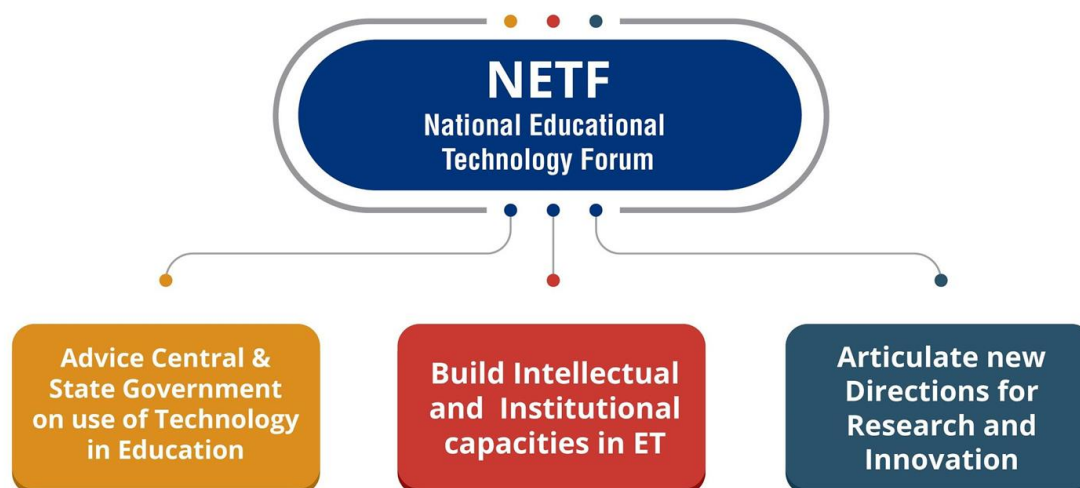 NETF
National Educational
Technology Forum
Advice Central &
State Government
on use of Technology
in Education
Build Intellectual
and Institutional
capacities in ET
Articulate new
Directions for
Research and
Innovation